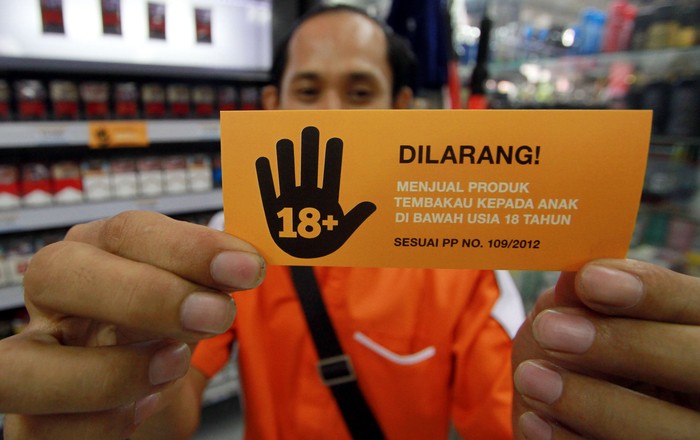 18+
DILARANG!
MENJUAL PRODUK
TEMBAKAU KEPADA ANAK
DI BAWAH USIA 18 TAHUN
SESUAI PP NO. 109/2012